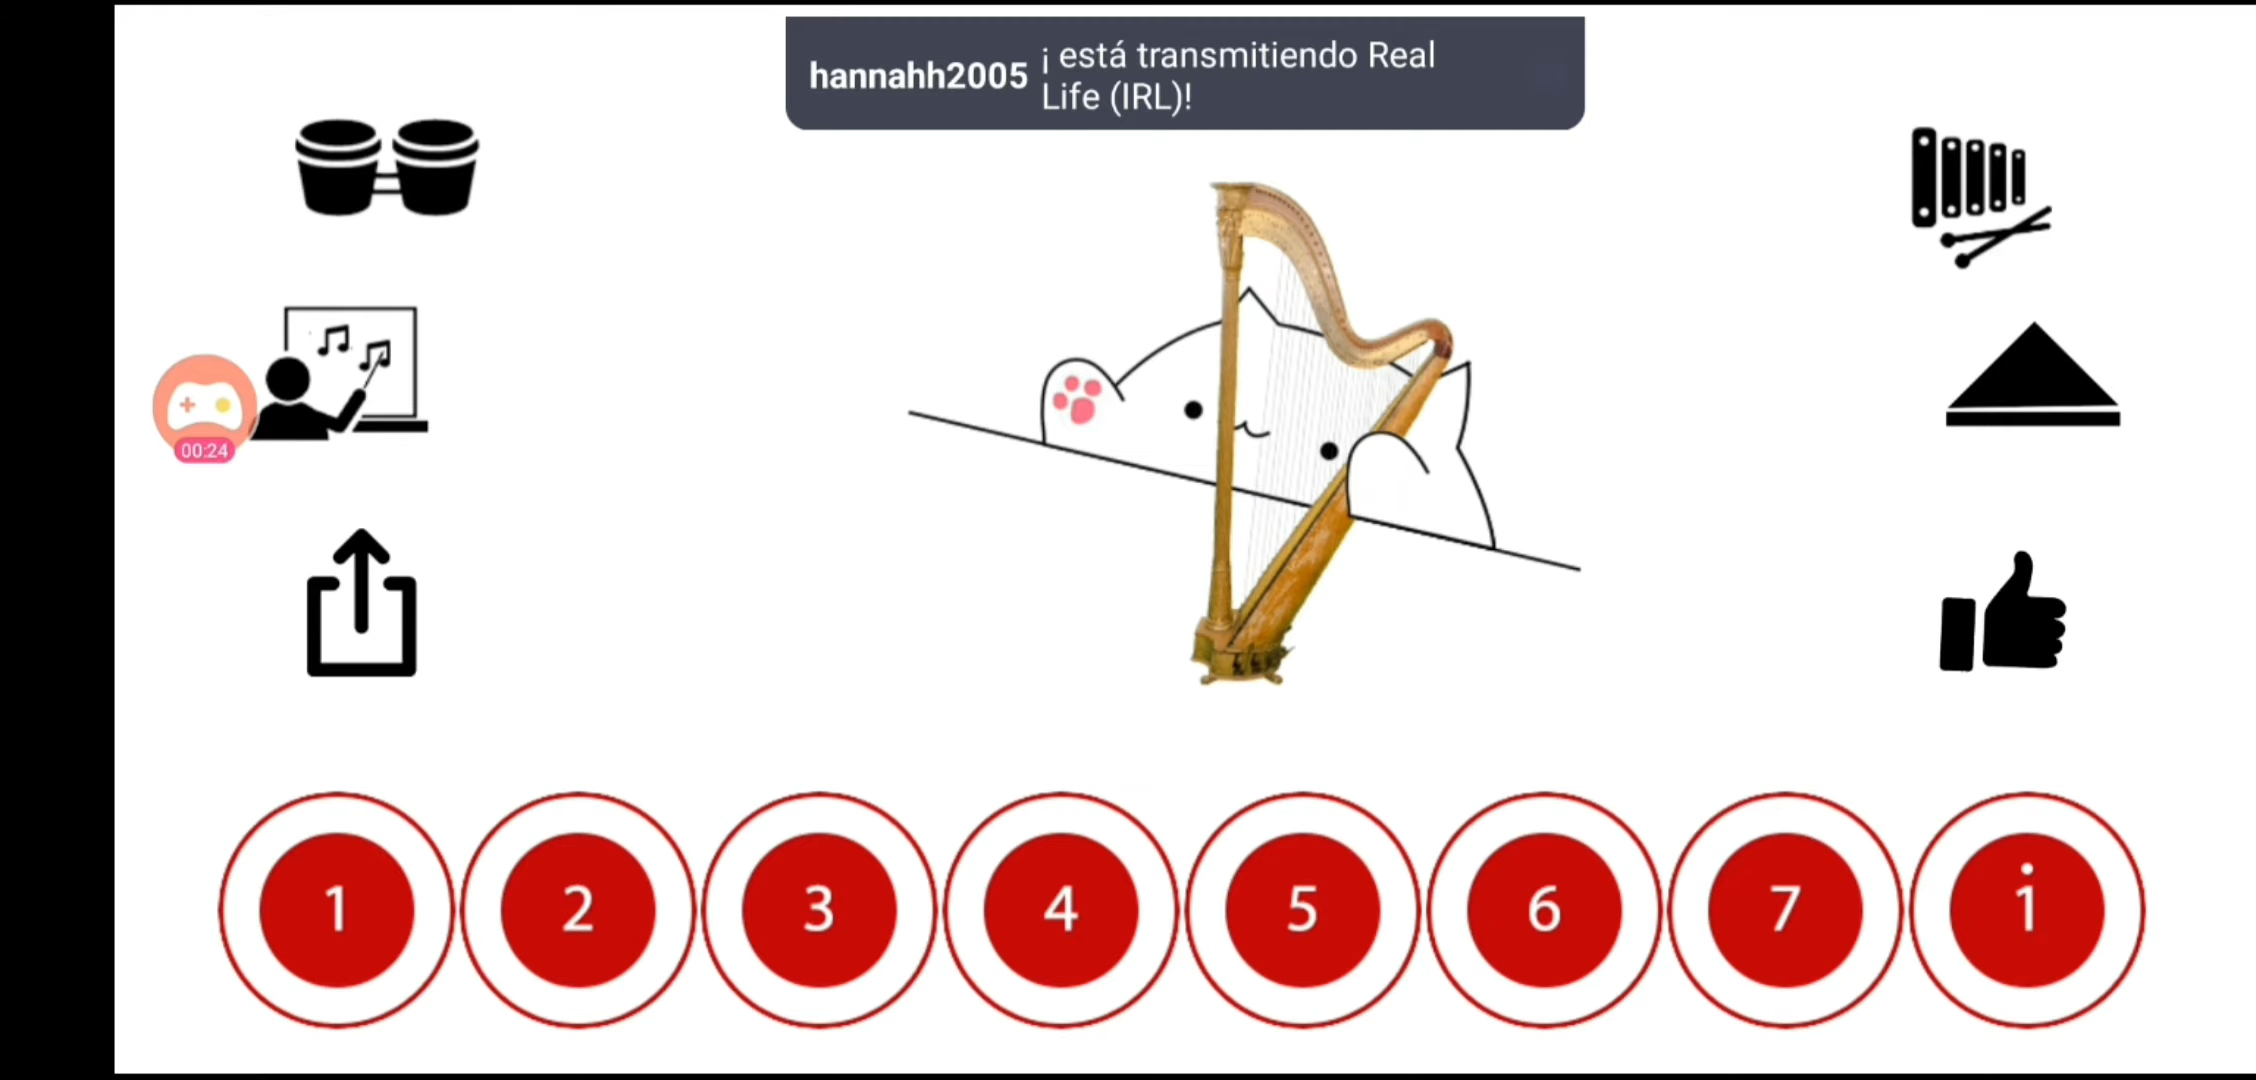 hannahh2005 ¡ está transmitiendo Real
Life (IRL)!
00:24
1 2 3 4 5 6 7 i